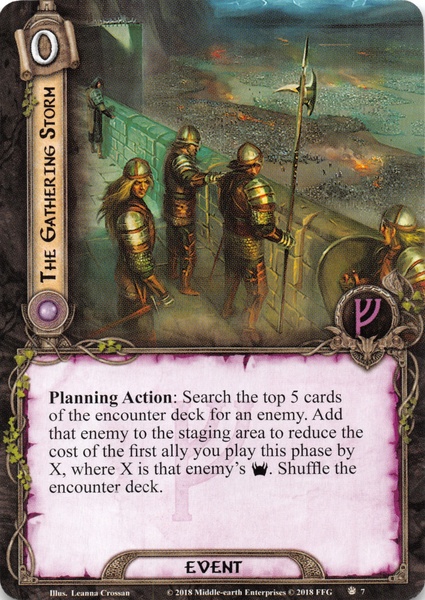 0
THE GATHERING STORM
Planning Action: Search the top 5 cards
of the encounter deck for an enemy. Add
that enemy to the staging area to reduce the
cost of the first ally you play this phase by
X, where X is that enemy's . Shuffle the
encounter deck.
EVENT
Illus. Leanna Crossan
© 2018 Middle-earth Enterprises © 2018 FFG
7